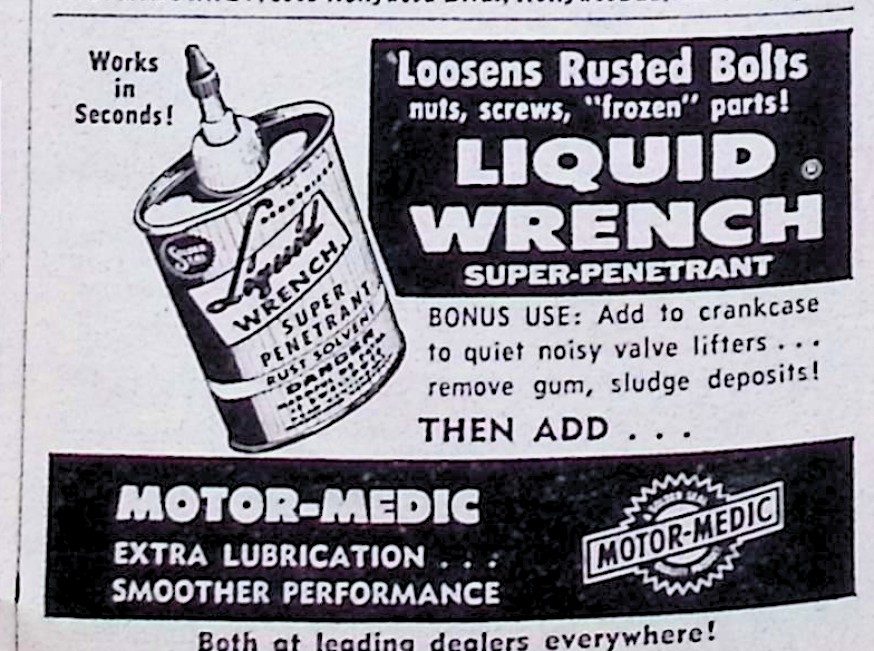 Works
in
Seconds!
Loosens Rusted Bolts
nuts, screws, "frozen" parts!
LIQUID ®
WRENCH
SUPER-PENETRANT
Liquid
WRENCH
SUPER
PENETRANT
RUST SOLVENT
DANGER
BONUS USE: Add to crankcase
to quiet noisy valve lifters...
remove gum, sludge deposits!
THEN ADD...
MOTOR-MEDIC
EXTRA LUBRICATION...
SMOOTHER PERFORMANCE
MOTOR-MEDIC
Both at leading dealers everywhere!